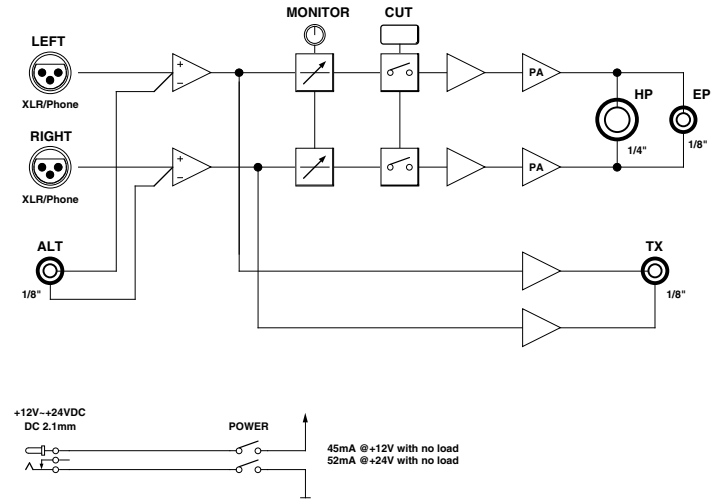 MONITOR
CUT
LEFT
+
−
PA
XLR/Phone
HP
EP
1/4"
1/8"
RIGHT
+
−
PA
XLR/Phone
ALT
1/8"
TX
1/8"
+12V~+24VDC
DC 2.1mm
POWER
45mA @+12V with no load
52mA @+24V with no load